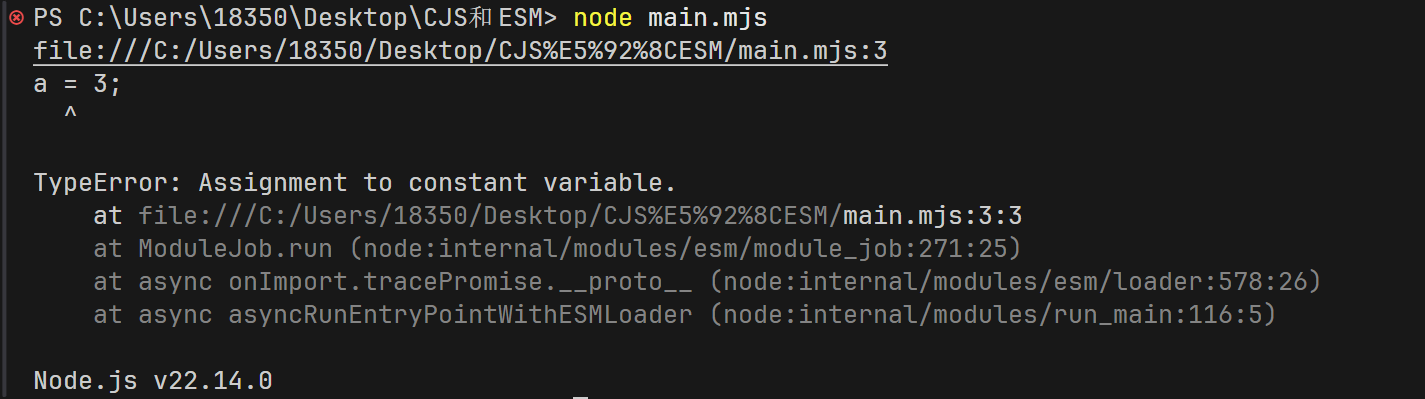 PS C:\Users\18350\Desktop\CJS和ESM> node main.mjs
file:///C:/Users/18350/Desktop/CJS%E5%92%8CESM/main.mjs:3
a = 3;
  ^
TypeError: Assignment to constant variable.
    at file:///C:/Users/18350/Desktop/CJS%E5%92%8CESM/main.mjs:3:3
    at ModuleJob.run (node:internal/modules/esm/module_job:271:25)
    at async onImport.tracePromise.__proto__ (node:internal/modules/esm/loader:578:26)
    at async asyncRunEntryPointWithESMLoader (node:internal/modules/run_main:116:5)
Node.js v22.14.0